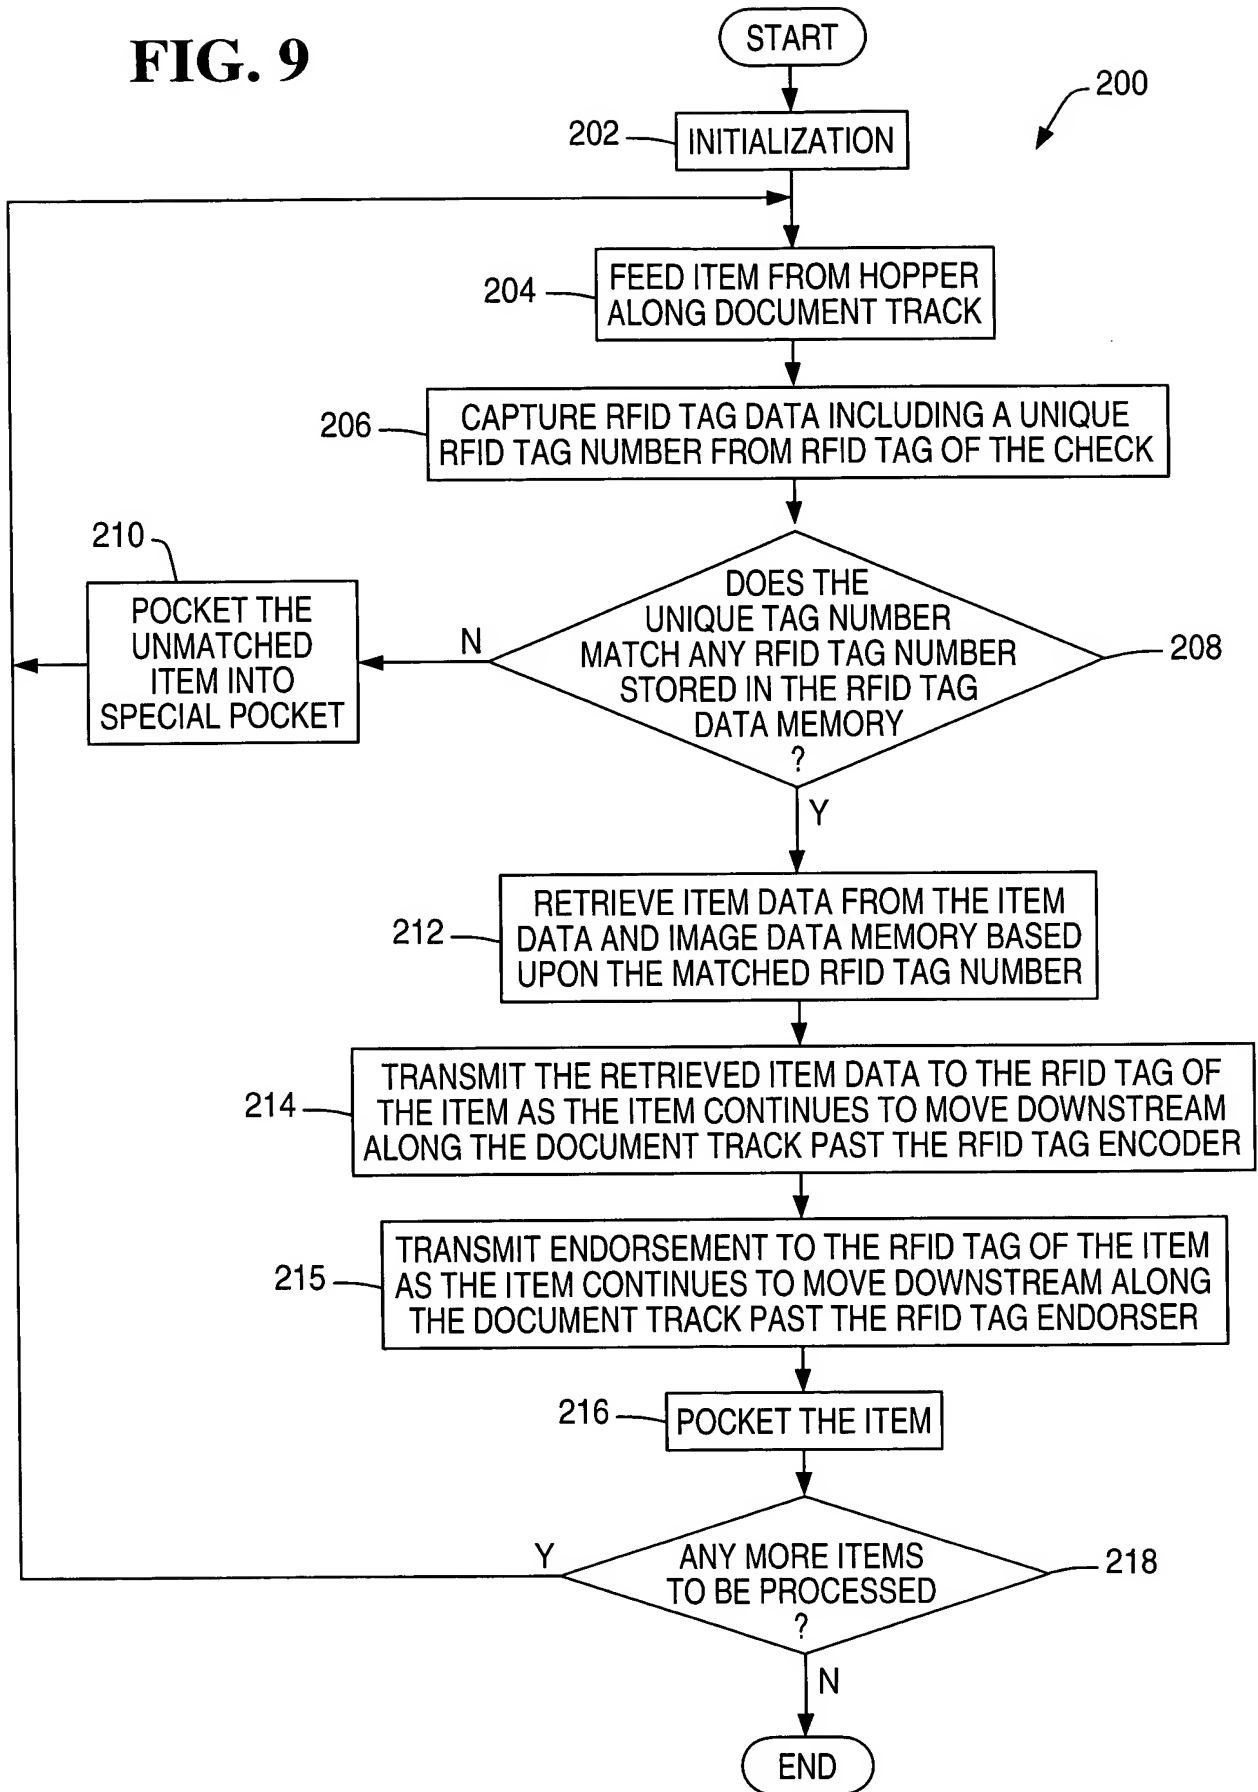 FIG. 9
START
200
202
INITIALIZATION
204
FEED ITEM FROM HOPPER
ALONG DOCUMENT TRACK
206
CAPTURE RFID TAG DATA INCLUDING A UNIQUE
RFID TAG NUMBER FROM RFID TAG OF THE CHECK
210
POCKET THE
UNMATCHED
ITEM INTO
SPECIAL POCKET
N
DOES THE
UNIQUE TAG NUMBER
MATCH ANY RFID TAG NUMBER
STORED IN THE RFID TAG
DATA MEMORY
?
208
Y
212
RETRIEVE ITEM DATA FROM THE ITEM
DATA AND IMAGE DATA MEMORY BASED
UPON THE MATCHED RFID TAG NUMBER
214
TRANSMIT THE RETRIEVED ITEM DATA TO THE RFID TAG OF
THE ITEM AS THE ITEM CONTINUES TO MOVE DOWNSTREAM
ALONG THE DOCUMENT TRACK PAST THE RFID TAG ENCODER
215
TRANSMIT ENDORSEMENT TO THE RFID TAG OF THE ITEM
AS THE ITEM CONTINUES TO MOVE DOWNSTREAM ALONG
THE DOCUMENT TRACK PAST THE RFID TAG ENDORSER
216
POCKET THE ITEM
Y
ANY MORE ITEMS
TO BE PROCESSED
?
218
N
END